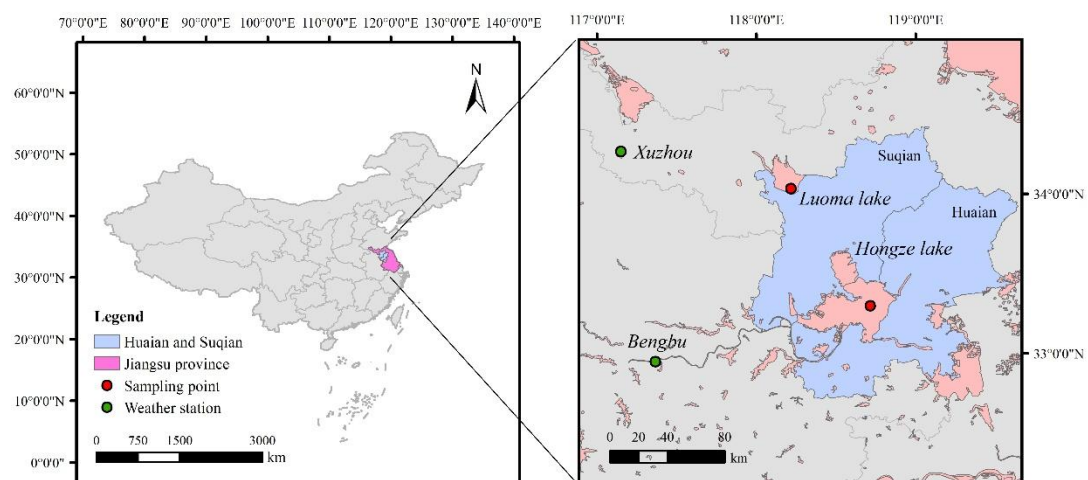 70°0'0"E 80°0'0"E 90°0'0"E 100°0'0"E 110°0'0"E 120°0'0"E 130°0'0"E 140°0'0"E
60°0'0"N
50°0'0"N
40°0'0"N
30°0'0"N
20°0'0"N
10°0'0"N
0°0'0"
N
Legend
Huaian and Suqian
Jiangsu province
Sampling point
Weather station
0 750 1500 3000
km
117°0'0"E 118°0'0"E 119°0'0"E
34°0'0"N
33°0'0"N
Xuzhou
Suqian
Luoma lake
Huaian
Hongze lake
Bengbu
0 20 40 80
km